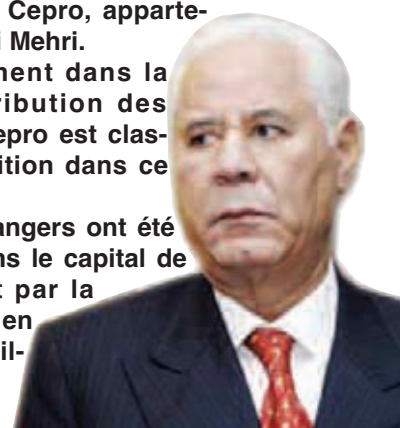 Cepro, apparte-
i Mehri.
ment dans la
ribution des
epro est clas-
ition dans ce
angers ont été
ns le capital de
t par la
en
il-